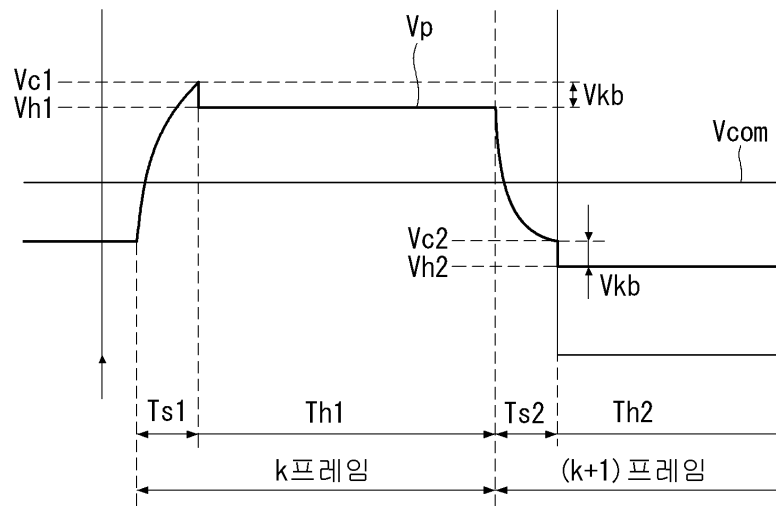 Vp
Vc1
Vh1
Vkb
Vcom
Vc2
Vh2
Vkb
Ts1
Th1
Ts2
Th2
k프레임
(k+1)프레임